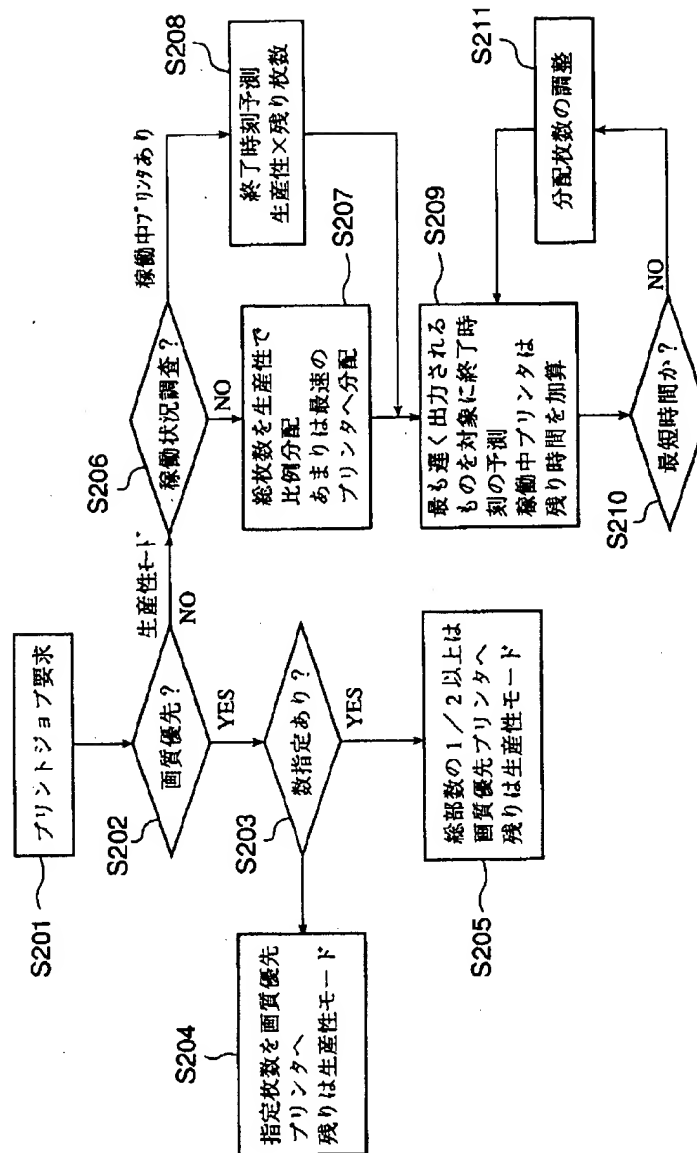 S201
プリントジョブ要求
S202
画質優先？
生産性モード
NO
YES
S203
数指定あり？
YES
S204
指定枚数を画質優先
プリンタへ
残りは生産性モード
S205
総部数の１／２以上は
画質優先プリンタへ
残りは生産性モード
S206
稼働状況調査？
稼働中プリンタあり
NO
S208
終了時刻予測
生産性×残り枚数
S207
総枚数を生産性で
比例分配
あまりは最速の
プリンタへ分配
S209
最も遅く出力される
ものを対象に終了時
刻の予測
稼働中プリンタは
残り時間を加算
S210
最短時間か？
NO
S211
分配枚数の調整